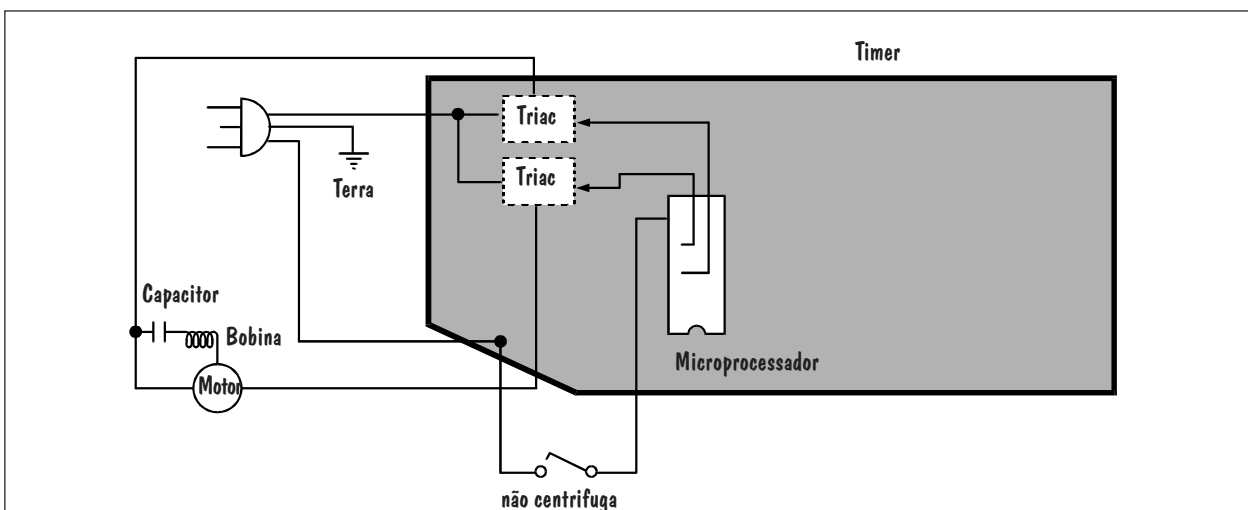 Timer
Triac
Triac
Terra
Capacitor
Bobina
Motor
Microprocessador
não centrifuga